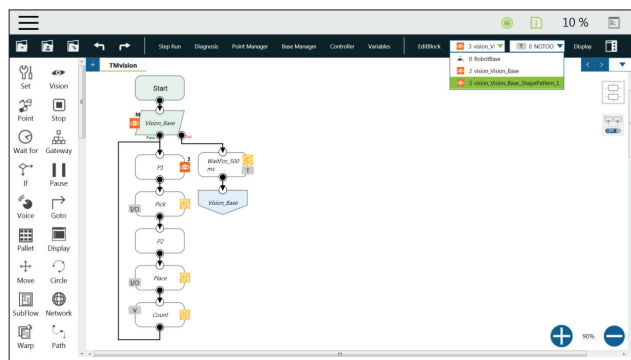 10 %
Step Run Diagnosis Point Manager Base Manager Controller Variables EditBlock 3 vision_Vi T 0 NOTOO Display
0 RobotBase
2 vision_Vision_Base
3 vision_Vision_Base_ShapePattern_1
+ TMvision
Set Vision
Point Stop
Wait for Gateway
If Pause
Voice Goto
Pallet Display
Move Circle
SubFlow Network
Warp Path
Start
M
Vision_Base
Pass Fail
3
P1
WaitFor_500
ms
T
I/O
Pick
Vision_Base
P2
I/O
Place
V
Count
OFF
90%